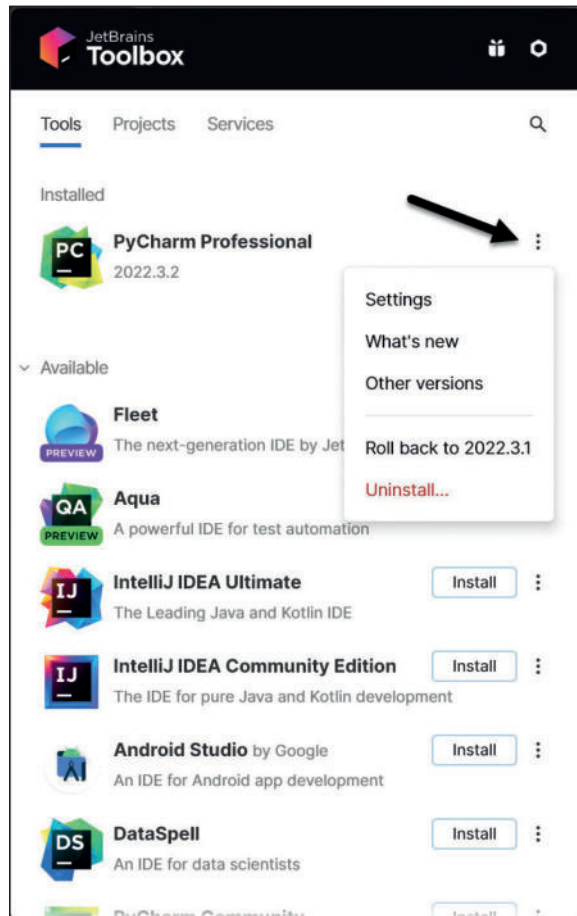 JetBrains
Toolbox
Tools Projects Services
Installed
PC
PyCharm Professional
2022.3.2
Settings
What's new
Other versions
Roll back to 2022.3.1
Uninstall...
Available
Fleet
PREVIEW
The next-generation IDE by Jet
QA
Aqua
PREVIEW
A powerful IDE for test automation
IJ
IntelliJ IDEA Ultimate Install
The Leading Java and Kotlin IDE
IJ
IntelliJ IDEA Community Edition Install
The IDE for pure Java and Kotlin development
Android Studio by Google Install
An IDE for Android app development
DS
DataSpell Install
An IDE for data scientists
PyCharm Community Install